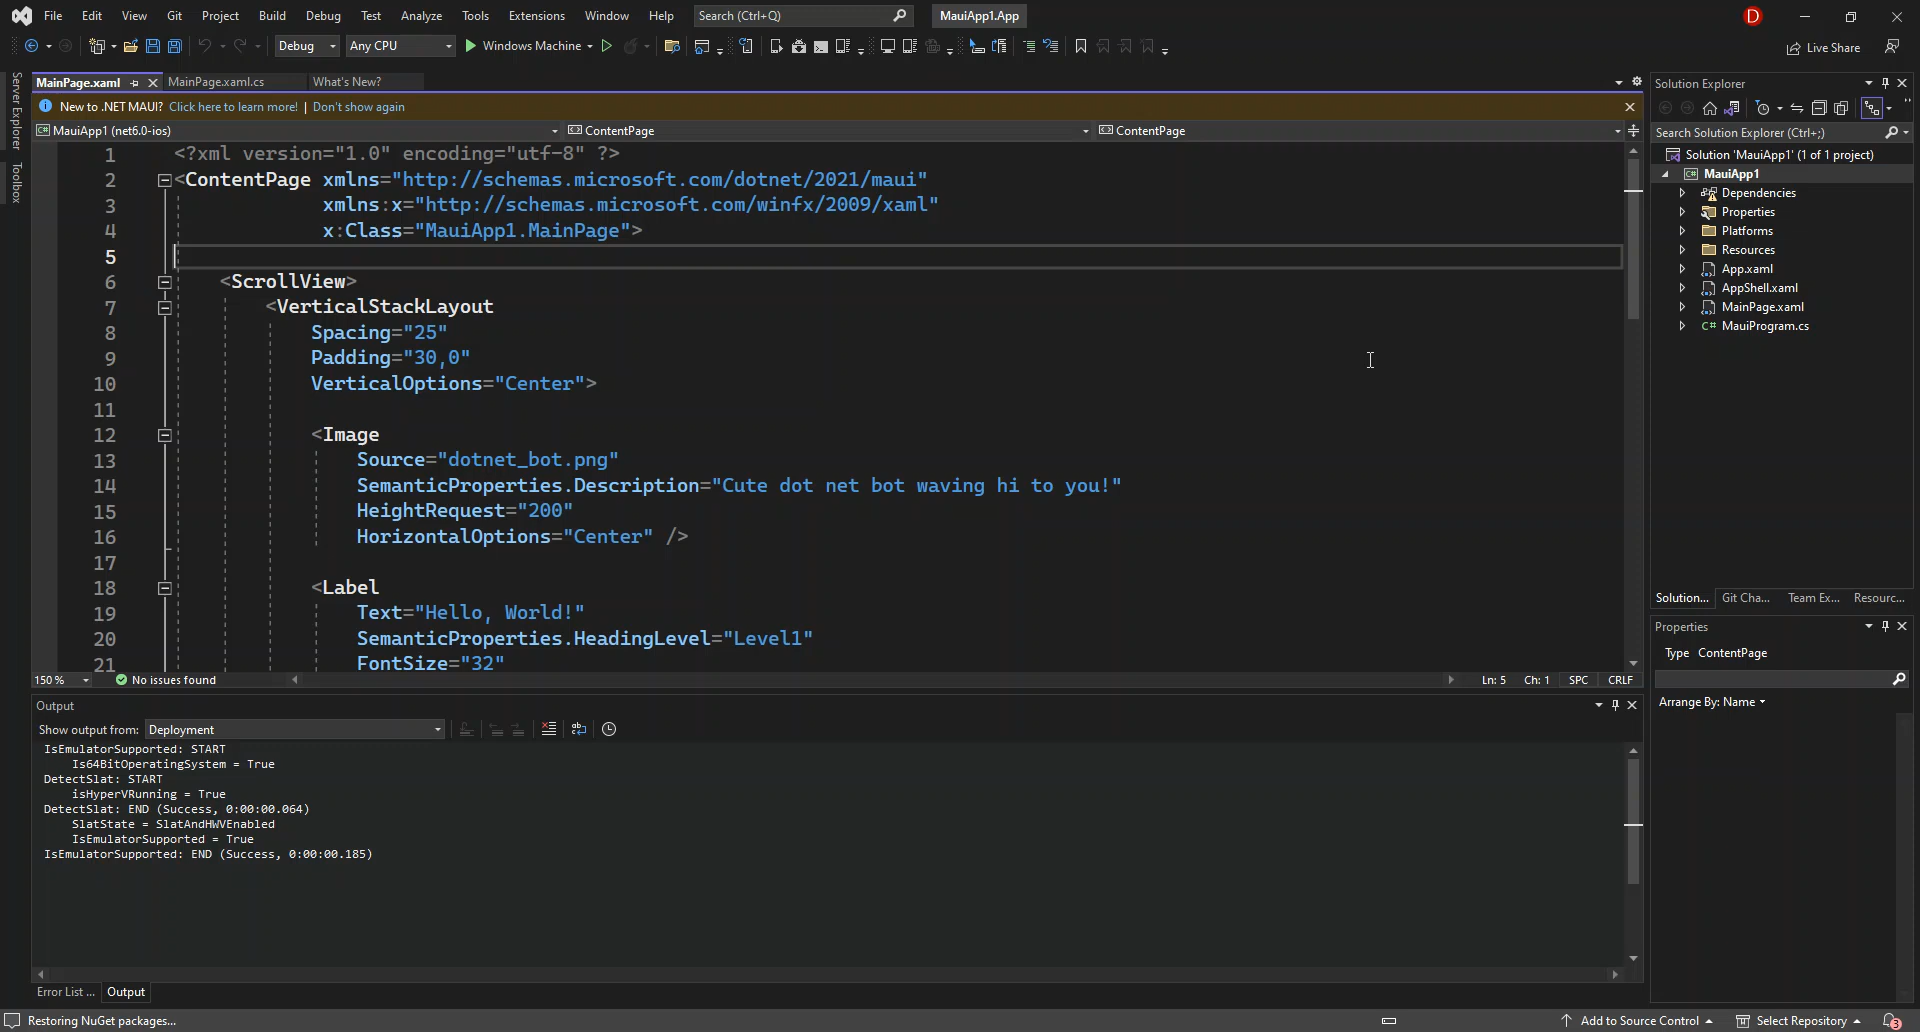 File Edit View Git Project Build Debug Test Analyze Tools Extensions Window Help Search (Ctrl+Q) MauiApp1.App D
Debug Any CPU Windows Machine Live Share
Server Explorer
Toolbox
MainPage.xaml MainPage.xaml.cs What's New?
New to .NET MAUI? Click here to learn more! | Don't show again
MauiApp1 (net6.0-ios) ContentPage ContentPage
1 <?xml version="1.0" encoding="utf-8" ?>
2 <ContentPage xmlns="http://schemas.microsoft.com/dotnet/2021/maui"
3 xmlns:x="http://schemas.microsoft.com/winfx/2009/xaml"
4 x:Class="MauiApp1.MainPage">
5
6 <ScrollView>
7 <VerticalStackLayout
8 Spacing="25"
9 Padding="30,0"
10 VerticalOptions="Center">
11
12 <Image
13 Source="dotnet_bot.png"
14 SemanticProperties.Description="Cute dot net bot waving hi to you!"
15 HeightRequest="200"
16 HorizontalOptions="Center" />
17
18 <Label
19 Text="Hello, World!"
20 SemanticProperties.HeadingLevel="Level1"
21 FontSize="32"
150 % No issues found Ln: 5 Ch: 1 SPC CRLF
Output
Show output from: Deployment
IsEmulatorSupported: START
Is64BitOperatingSystem = True
DetectSlat: START
isHyperVRunning = True
DetectSlat: END (Success, 0:00:00.064)
SlatState = SlatAndHWVEnabled
IsEmulatorSupported = True
IsEmulatorSupported: END (Success, 0:00:00.185)
Error List ... Output
Solution Explorer
Search Solution Explorer (Ctrl+;)
Solution 'MauiApp1' (1 of 1 project)
C# MauiApp1
Dependencies
Properties
Platforms
Resources
App.xaml
AppShell.xaml
MainPage.xaml
C# MauiProgram.cs
Solution... Git Cha... Team Ex... Resourc...
Properties
Type ContentPage
Arrange By: Name
Restoring NuGet packages... Add to Source Control Select Repository 3